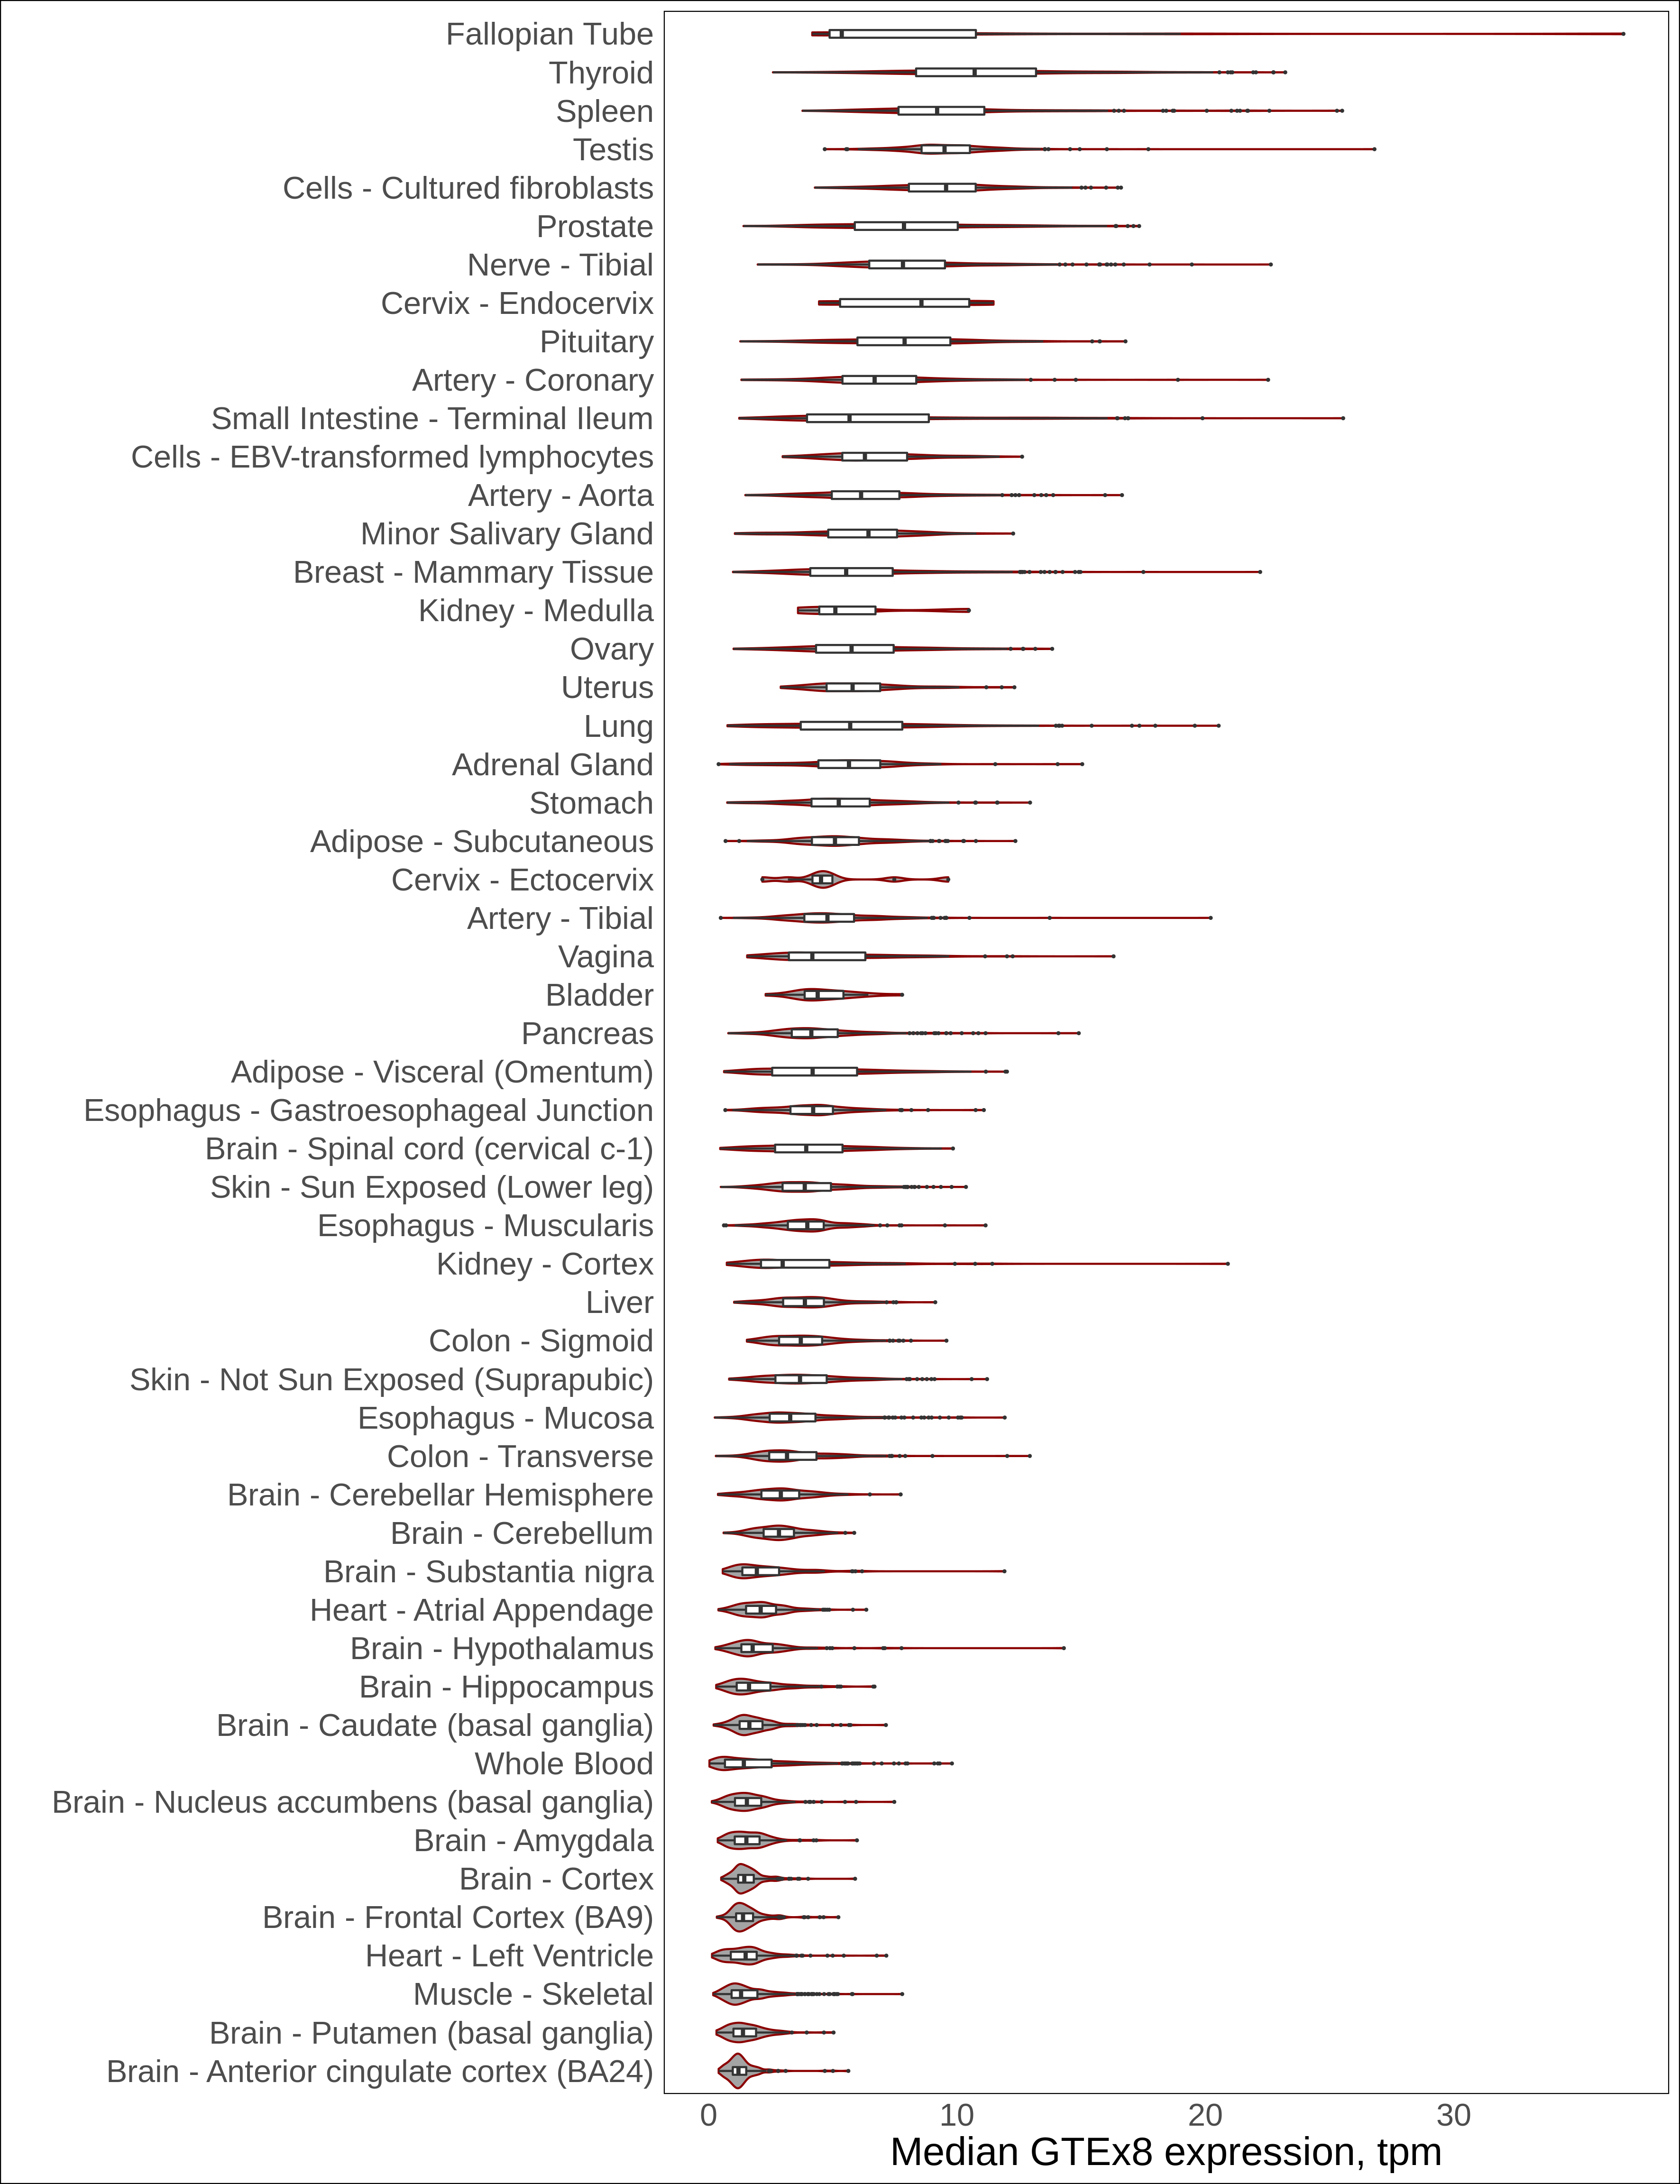 Fallopian Tube
Thyroid
Spleen
Testis
Cells - Cultured fibroblasts
Prostate
Nerve - Tibial
Cervix - Endocervix
Pituitary
Artery - Coronary
Small Intestine - Terminal Ileum
Cells - EBV-transformed lymphocytes
Artery - Aorta
Minor Salivary Gland
Breast - Mammary Tissue
Kidney - Medulla
Ovary
Uterus
Lung
Adrenal Gland
Stomach
Adipose - Subcutaneous
Cervix - Ectocervix
Artery - Tibial
Vagina
Bladder
Pancreas
Adipose - Visceral (Omentum)
Esophagus - Gastroesophageal Junction
Brain - Spinal cord (cervical c-1)
Skin - Sun Exposed (Lower leg)
Esophagus - Muscularis
Kidney - Cortex
Liver
Colon - Sigmoid
Skin - Not Sun Exposed (Suprapubic)
Esophagus - Mucosa
Colon - Transverse
Brain - Cerebellar Hemisphere
Brain - Cerebellum
Brain - Substantia nigra
Heart - Atrial Appendage
Brain - Hypothalamus
Brain - Hippocampus
Brain - Caudate (basal ganglia)
Whole Blood
Brain - Nucleus accumbens (basal ganglia)
Brain - Amygdala
Brain - Cortex
Brain - Frontal Cortex (BA9)
Heart - Left Ventricle
Muscle - Skeletal
Brain - Putamen (basal ganglia)
Brain - Anterior cingulate cortex (BA24)
0 10 20 30
Median GTEx8 expression, tpm